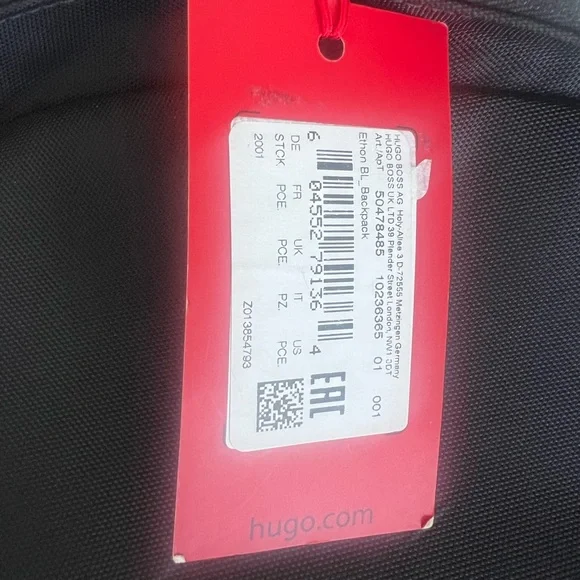 HUGO BOSS AG Holy-Allee 3 D-72555 Metzingen Germany
HUGO BOSS UK LTD 39 Plender Street London, NW1 0DT
Art./Арт. 50478485 10236365 01 001
Ethon BL_Backpack
6 04552 79136 4
EAC
DE FR UK IT US
STCK PCE. PCE. PZ. PCE.
2001 Z013854793
hugo.com